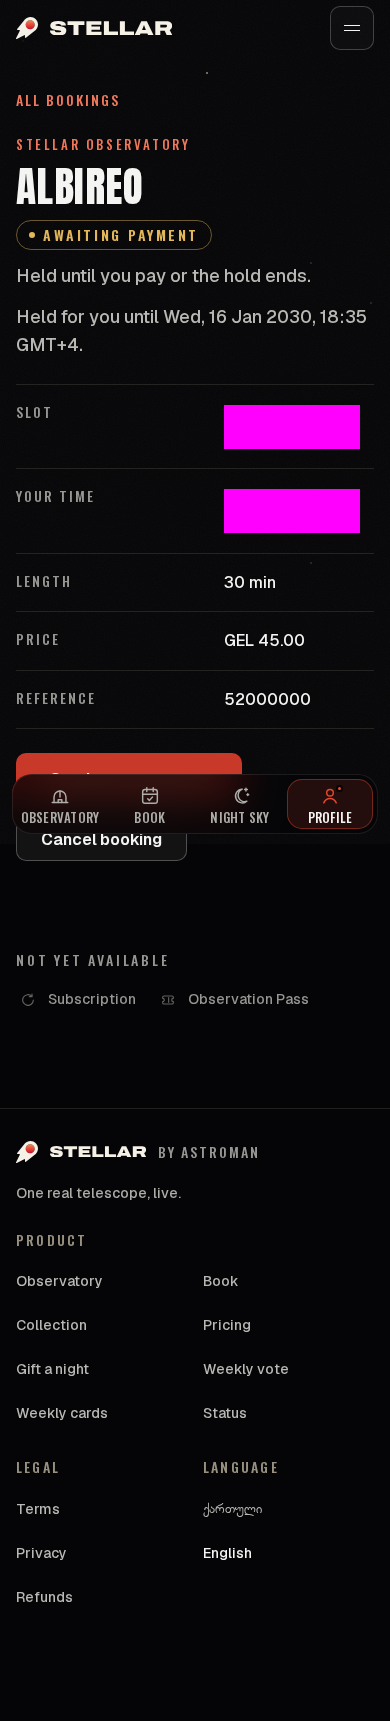 STELLAR
ALL BOOKINGS
STELLAR OBSERVATORY
ALBIREO
AWAITING PAYMENT
Held until you pay or the hold ends.
Held for you until Wed, 16 Jan 2030, 18:35
GMT+4.
SLOT
YOUR TIME
LENGTH 30 min
PRICE GEL 45.00
REFERENCE 52000000
OBSERVATORY BOOK NIGHT SKY PROFILE
Cancel booking
NOT YET AVAILABLE
Subscription Observation Pass
STELLAR BY ASTROMAN
One real telescope, live.
PRODUCT
Observatory Book
Collection Pricing
Gift a night Weekly vote
Weekly cards Status
LEGAL LANGUAGE
Terms ქართული
Privacy English
Refunds